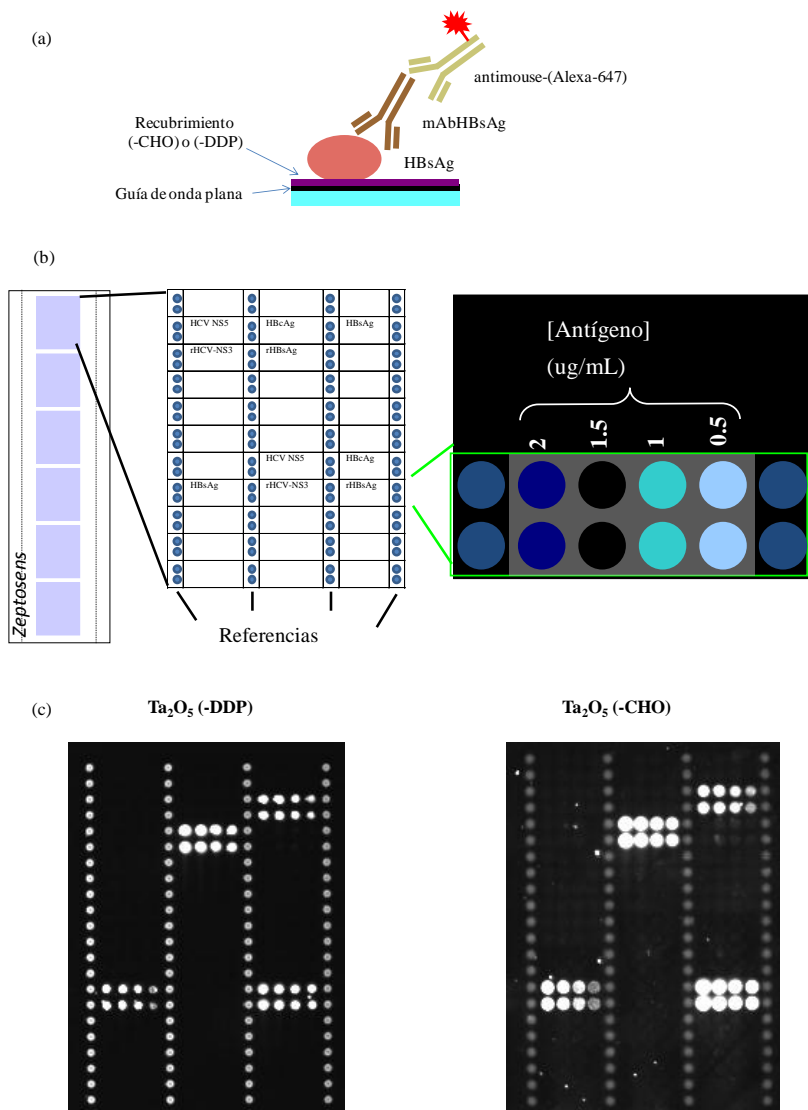 (a)
antimouse-(Alexa-647)
Recubrimiento
(-CHO) o (-DDP)
mAbHBsAg
HBsAg
Guía de onda plana
(b)
Zeptosens
HCV NS5 HBcAg HBsAg
rHCV-NS3 rHBsAg
HCV NS5 HBcAg
HBsAg rHCV-NS3 rHBsAg
Referencias
[Antígeno]
(ug/mL)
2 1.5 1 0.5
(c)
Ta2O5 (-DDP)
Ta2O5 (-CHO)